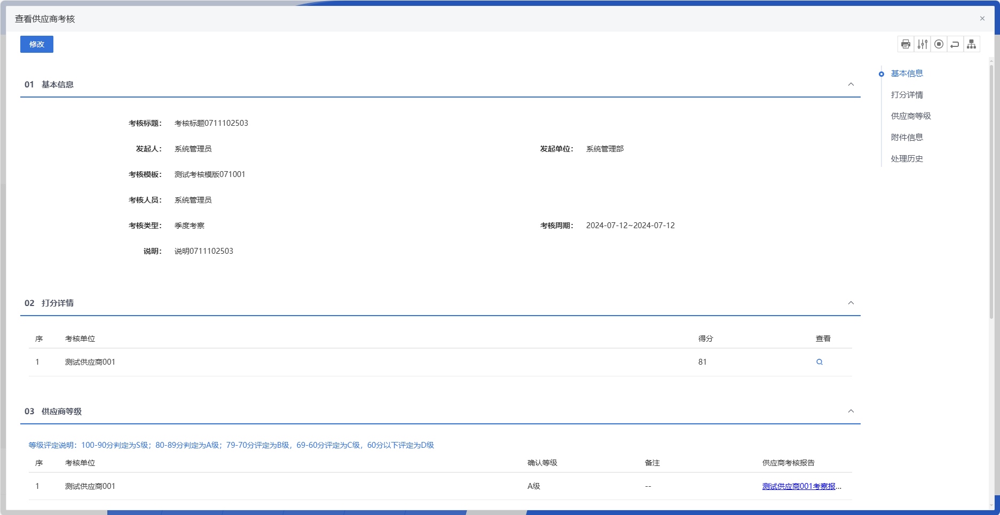 查看供应商考核
修改
01 基本信息
考核标题： 考核标题0711102503
发起人： 系统管理员 发起单位： 系统管理部
考核模板： 测试考核模版071001
考核人员： 系统管理员
考核类型： 季度考察 考核周期： 2024-07-12~2024-07-12
说明： 说明0711102503
02 打分详情
序 考核单位 得分 查看
1 测试供应商001 81
03 供应商等级
等级评定说明：100-90分判定为S级；80-89分判定为A级；79-70分评定为B级，69-60分评定为C级，60分以下评定为D级
序 考核单位 确认等级 备注 供应商考核报告
1 测试供应商001 A级 -- 测试供应商001考察报...
基本信息
打分详情
供应商等级
附件信息
处理历史